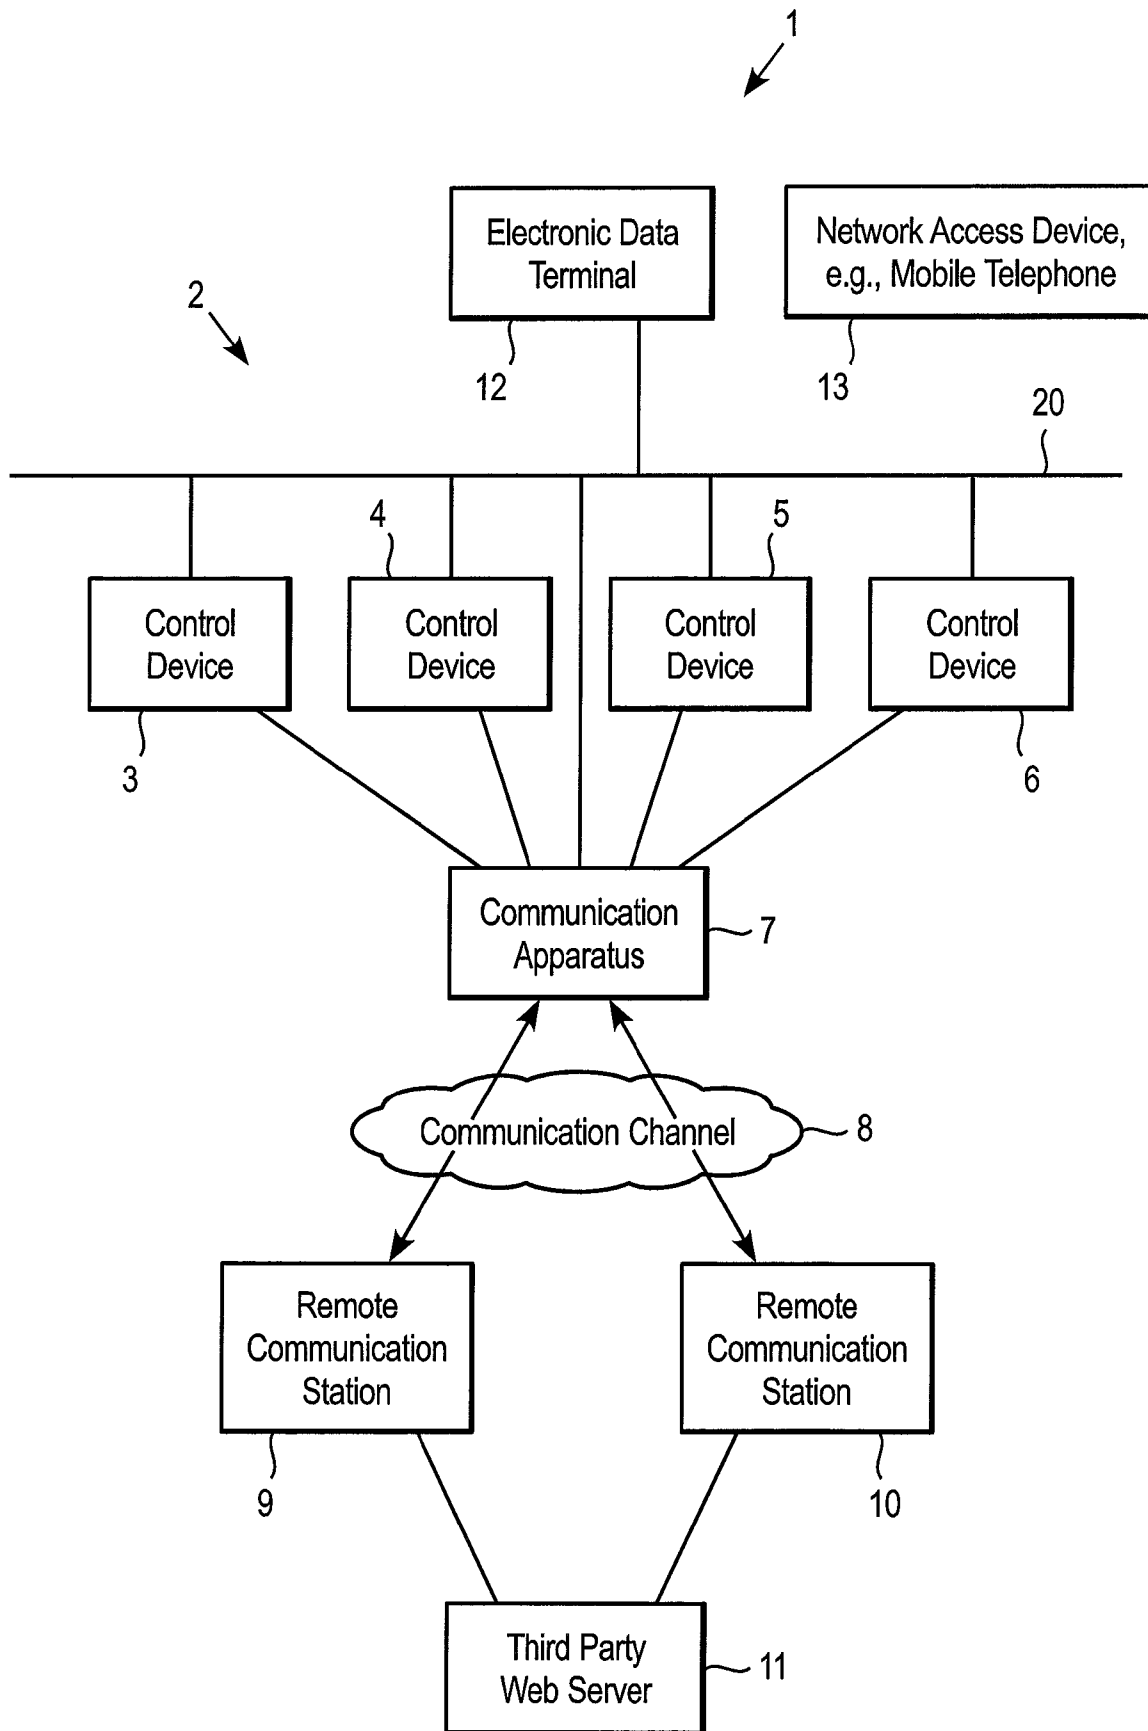 1
Electronic Data
Terminal
Network Access Device,
e.g., Mobile Telephone
2
12
13
20
4
5
Control
Device
Control
Device
Control
Device
Control
Device
3
6
Communication
Apparatus
7
Communication Channel
8
Remote
Communication
Station
Remote
Communication
Station
9
10
Third Party
Web Server
11